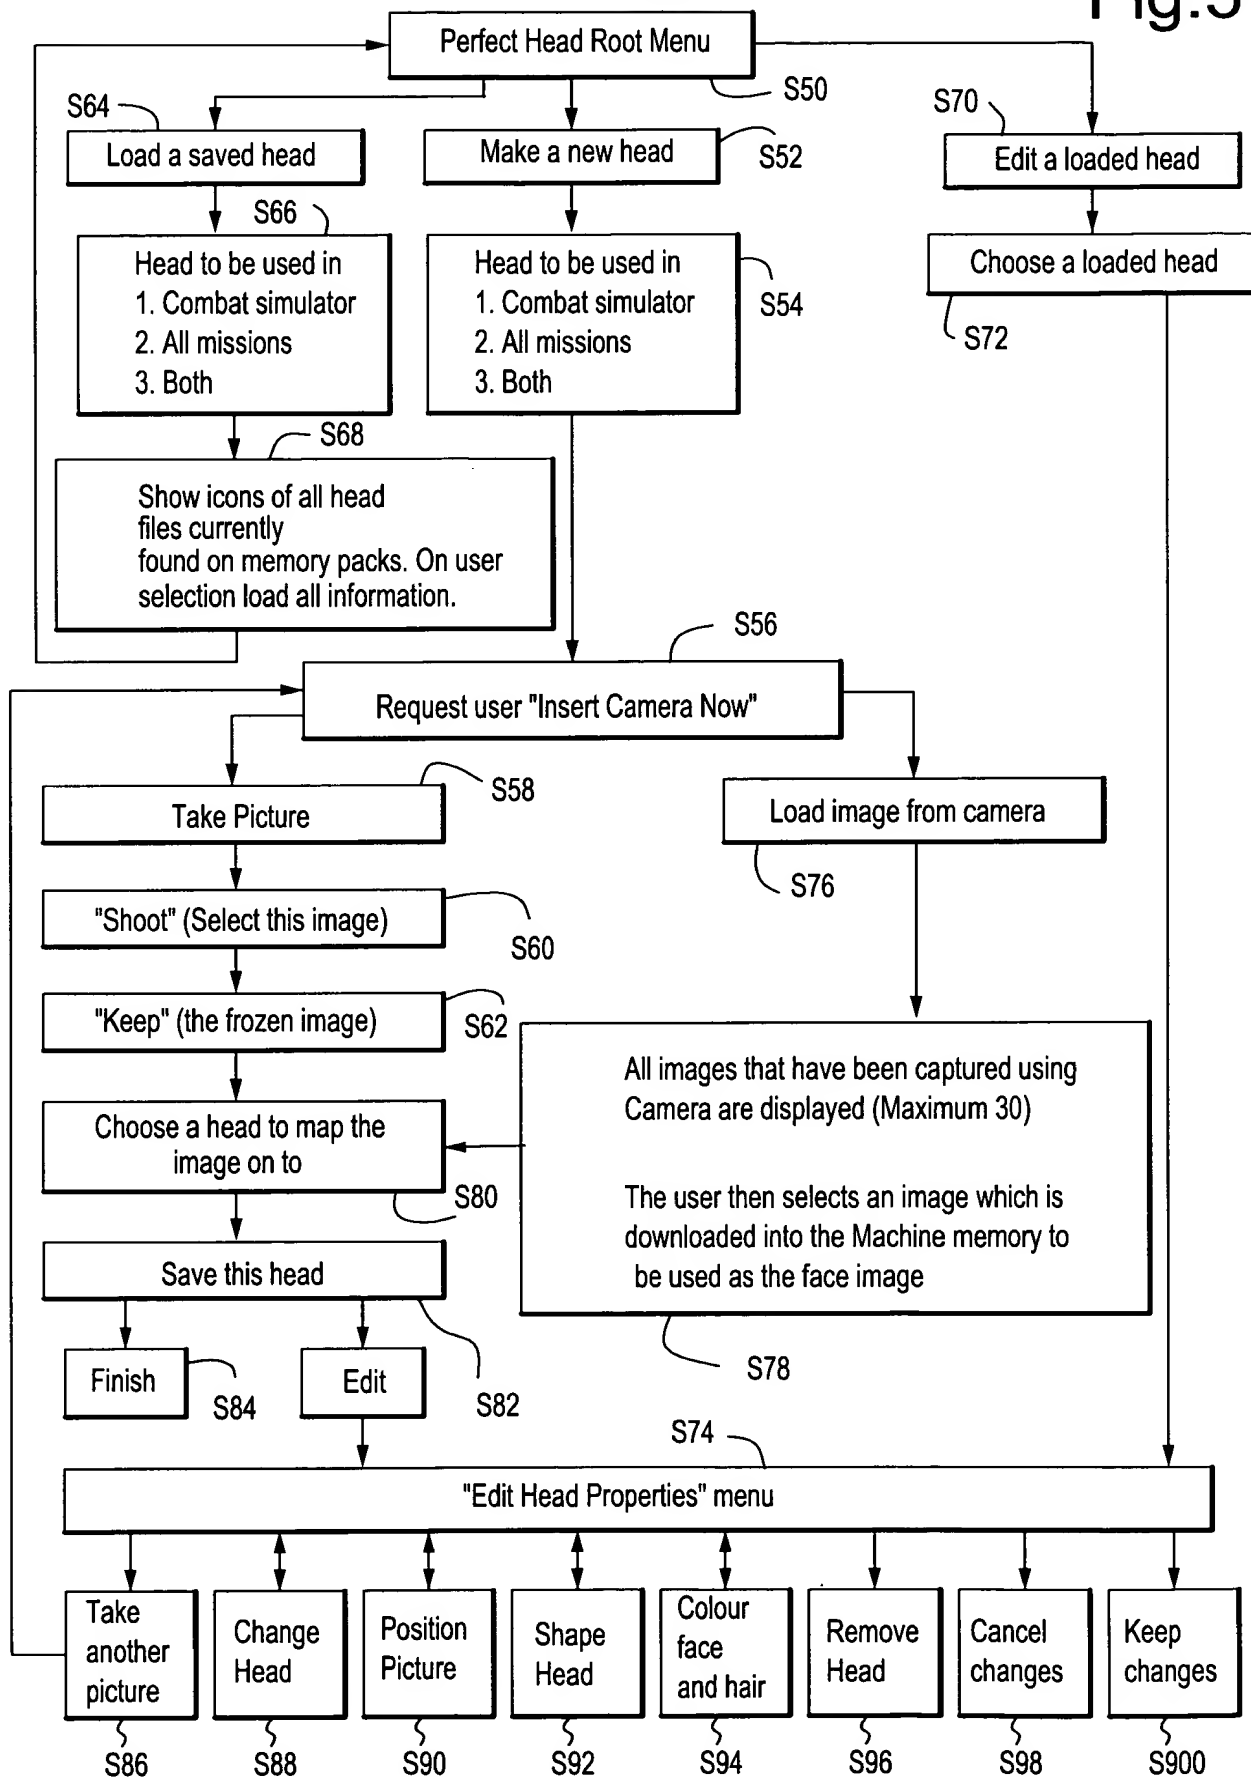 Fig.5
Perfect Head Root Menu
S50
S64
S70
Load a saved head
Make a new head
S52
Edit a loaded head
S66
Head to be used in
1. Combat simulator
2. All missions
3. Both
Head to be used in
1. Combat simulator
2. All missions
3. Both
S54
Choose a loaded head
S72
S68
Show icons of all head
files currently
found on memory packs. On user
selection load all information.
S56
Request user "Insert Camera Now"
S58
Take Picture
Load image from camera
S76
"Shoot" (Select this image)
S60
"Keep" (the frozen image)
S62
All images that have been captured using
Camera are displayed (Maximum 30)
The user then selects an image which is
downloaded into the Machine memory to
be used as the face image
S78
Choose a head to map the
image on to
S80
Save this head
S82
Finish
S84
Edit
S74
"Edit Head Properties" menu
Take
another
picture
Change
Head
Position
Picture
Shape
Head
Colour
face
and hair
Remove
Head
Cancel
changes
Keep
changes
S86
S88
S90
S92
S94
S96
S98
S900